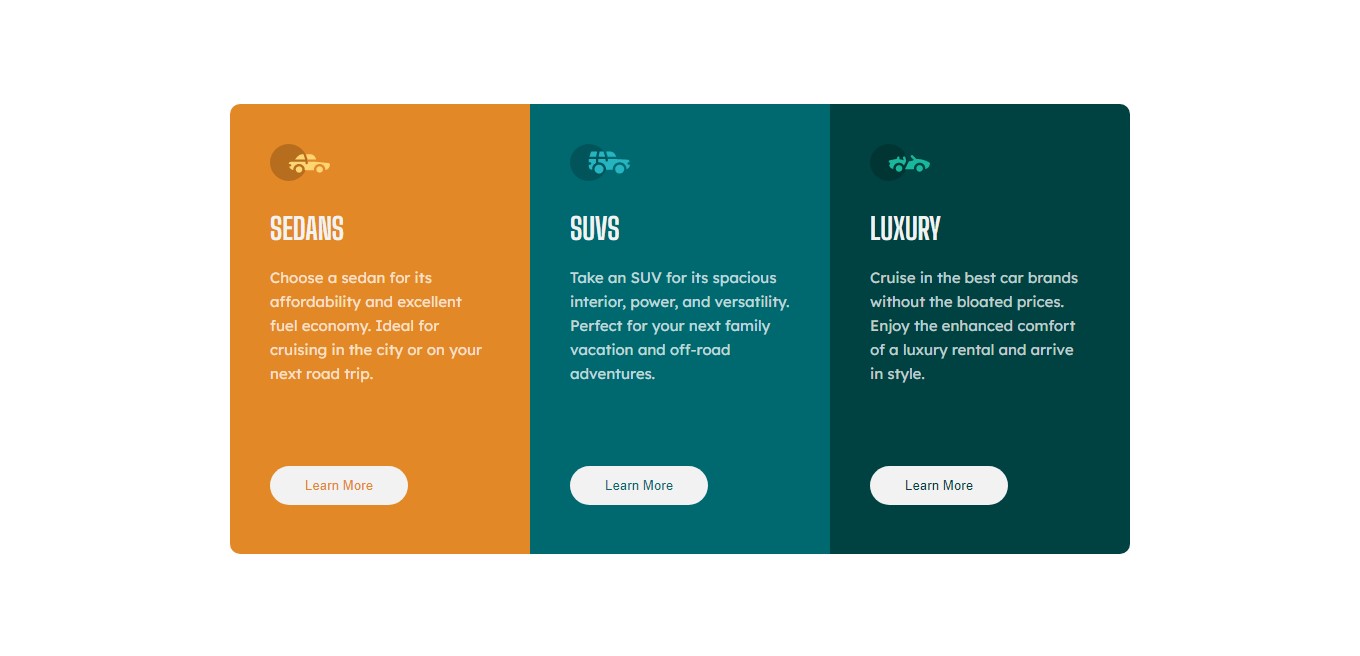 SEDANS
Choose a sedan for its
affordability and excellent
fuel economy. Ideal for
cruising in the city or on your
next road trip.
Learn More
SUVS
Take an SUV for its spacious
interior, power, and versatility.
Perfect for your next family
vacation and off-road
adventures.
Learn More
LUXURY
Cruise in the best car brands
without the bloated prices.
Enjoy the enhanced comfort
of a luxury rental and arrive
in style.
Learn More